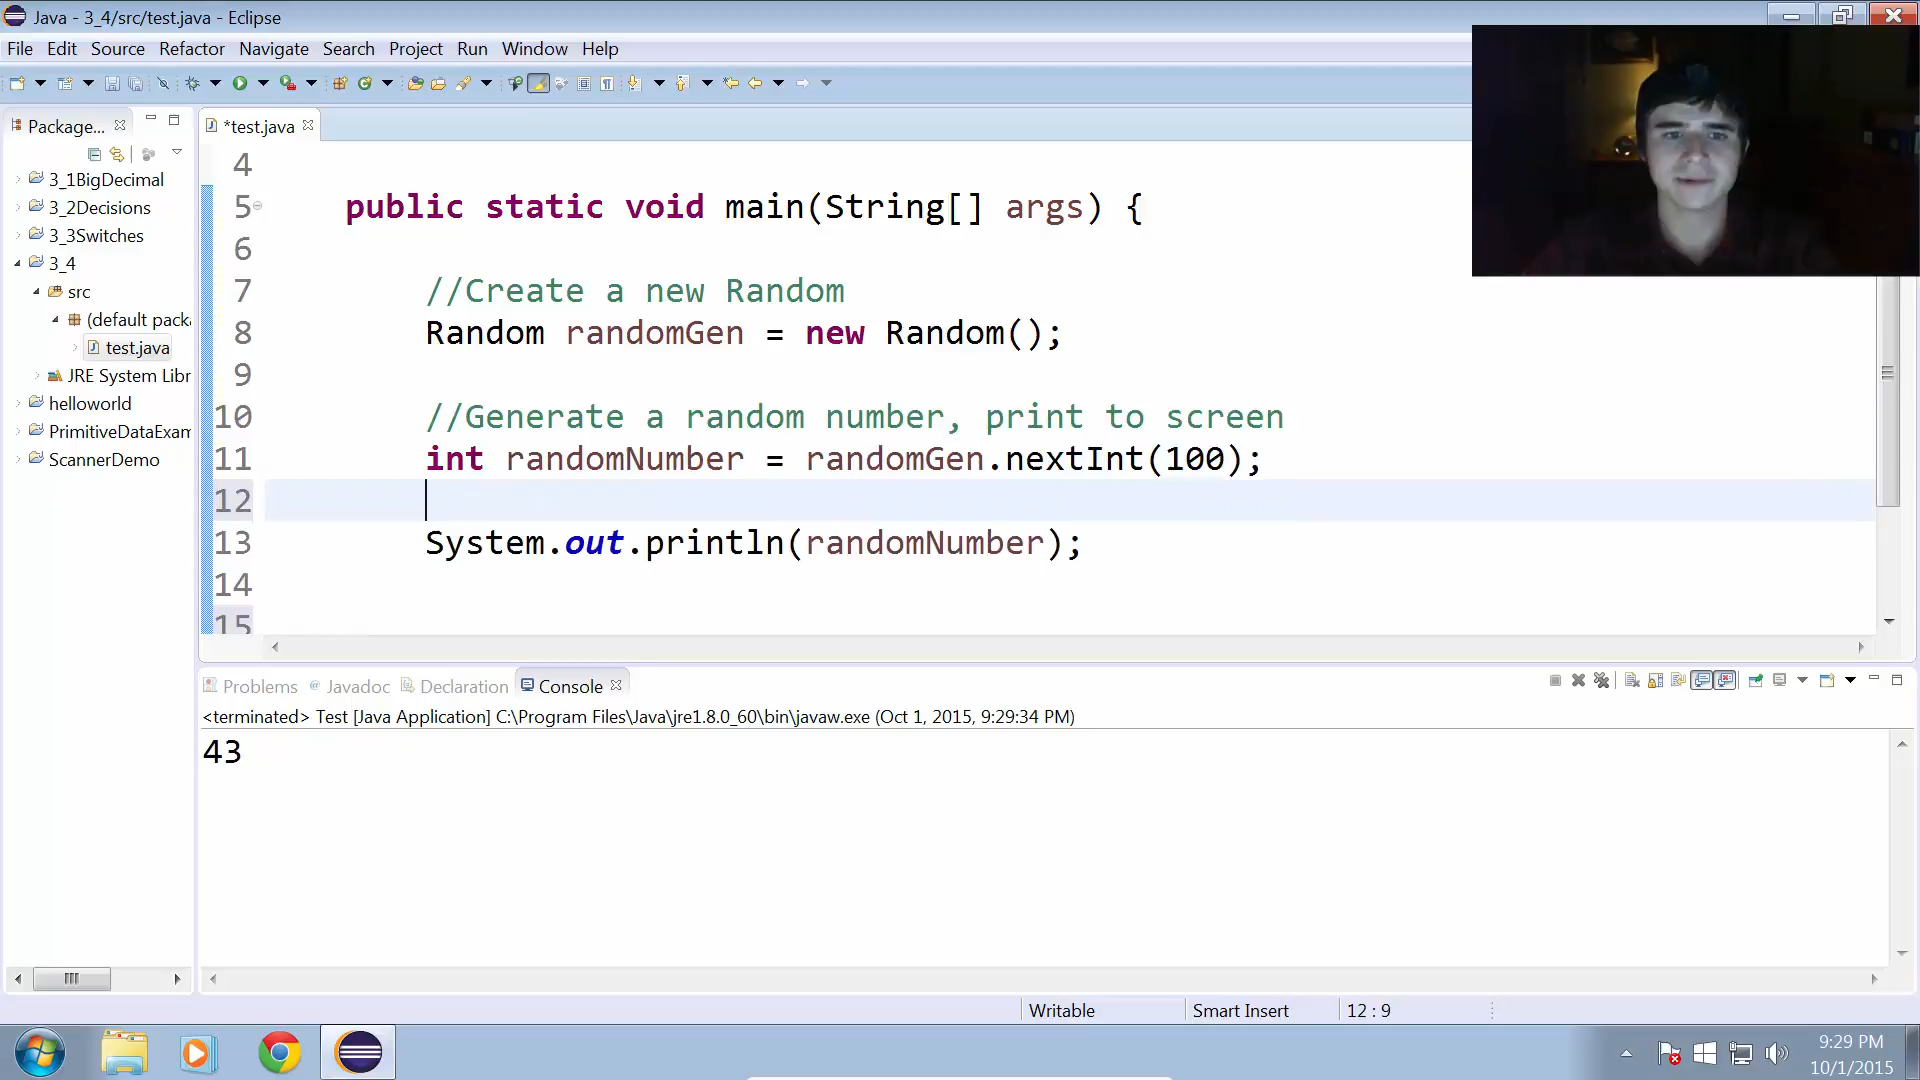 Java - 3_4/src/test.java - Eclipse
File Edit Source Refactor Navigate Search Project Run Window Help
Package...
*test.java
3_1BigDecimal
3_2Decisions
3_3Switches
3_4
src
(default packa
test.java
JRE System Libr
helloworld
PrimitiveDataExam
ScannerDemo
4
5 public static void main(String[] args) {
6
7 //Create a new Random
8 Random randomGen = new Random();
9
10 //Generate a random number, print to screen
11 int randomNumber = randomGen.nextInt(100);
12
13 System.out.println(randomNumber);
14
15
Problems @ Javadoc Declaration Console
<terminated> Test [Java Application] C:\Program Files\Java\jre1.8.0_60\bin\javaw.exe (Oct 1, 2015, 9:29:34 PM)
43
Writable Smart Insert 12 : 9
9:29 PM
10/1/2015